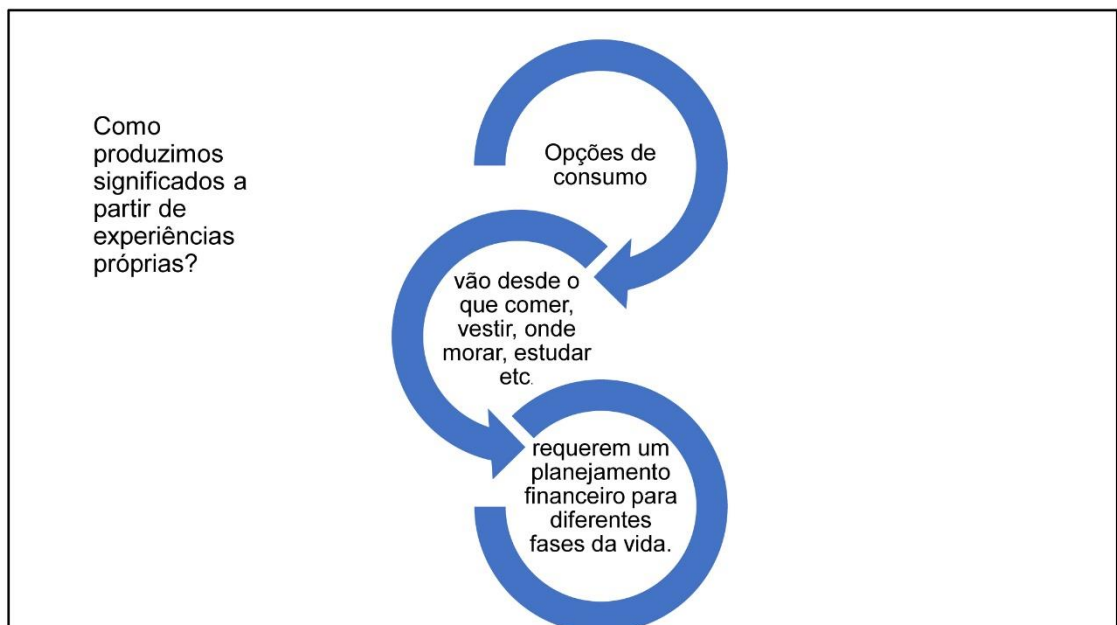 Como
produzimos
significados a
partir de
experiências
próprias?
Opções de
consumo
vão desde o
que comer,
vestir, onde
morar, estudar
etc.
requerem um
planejamento
financeiro para
diferentes
fases da vida.